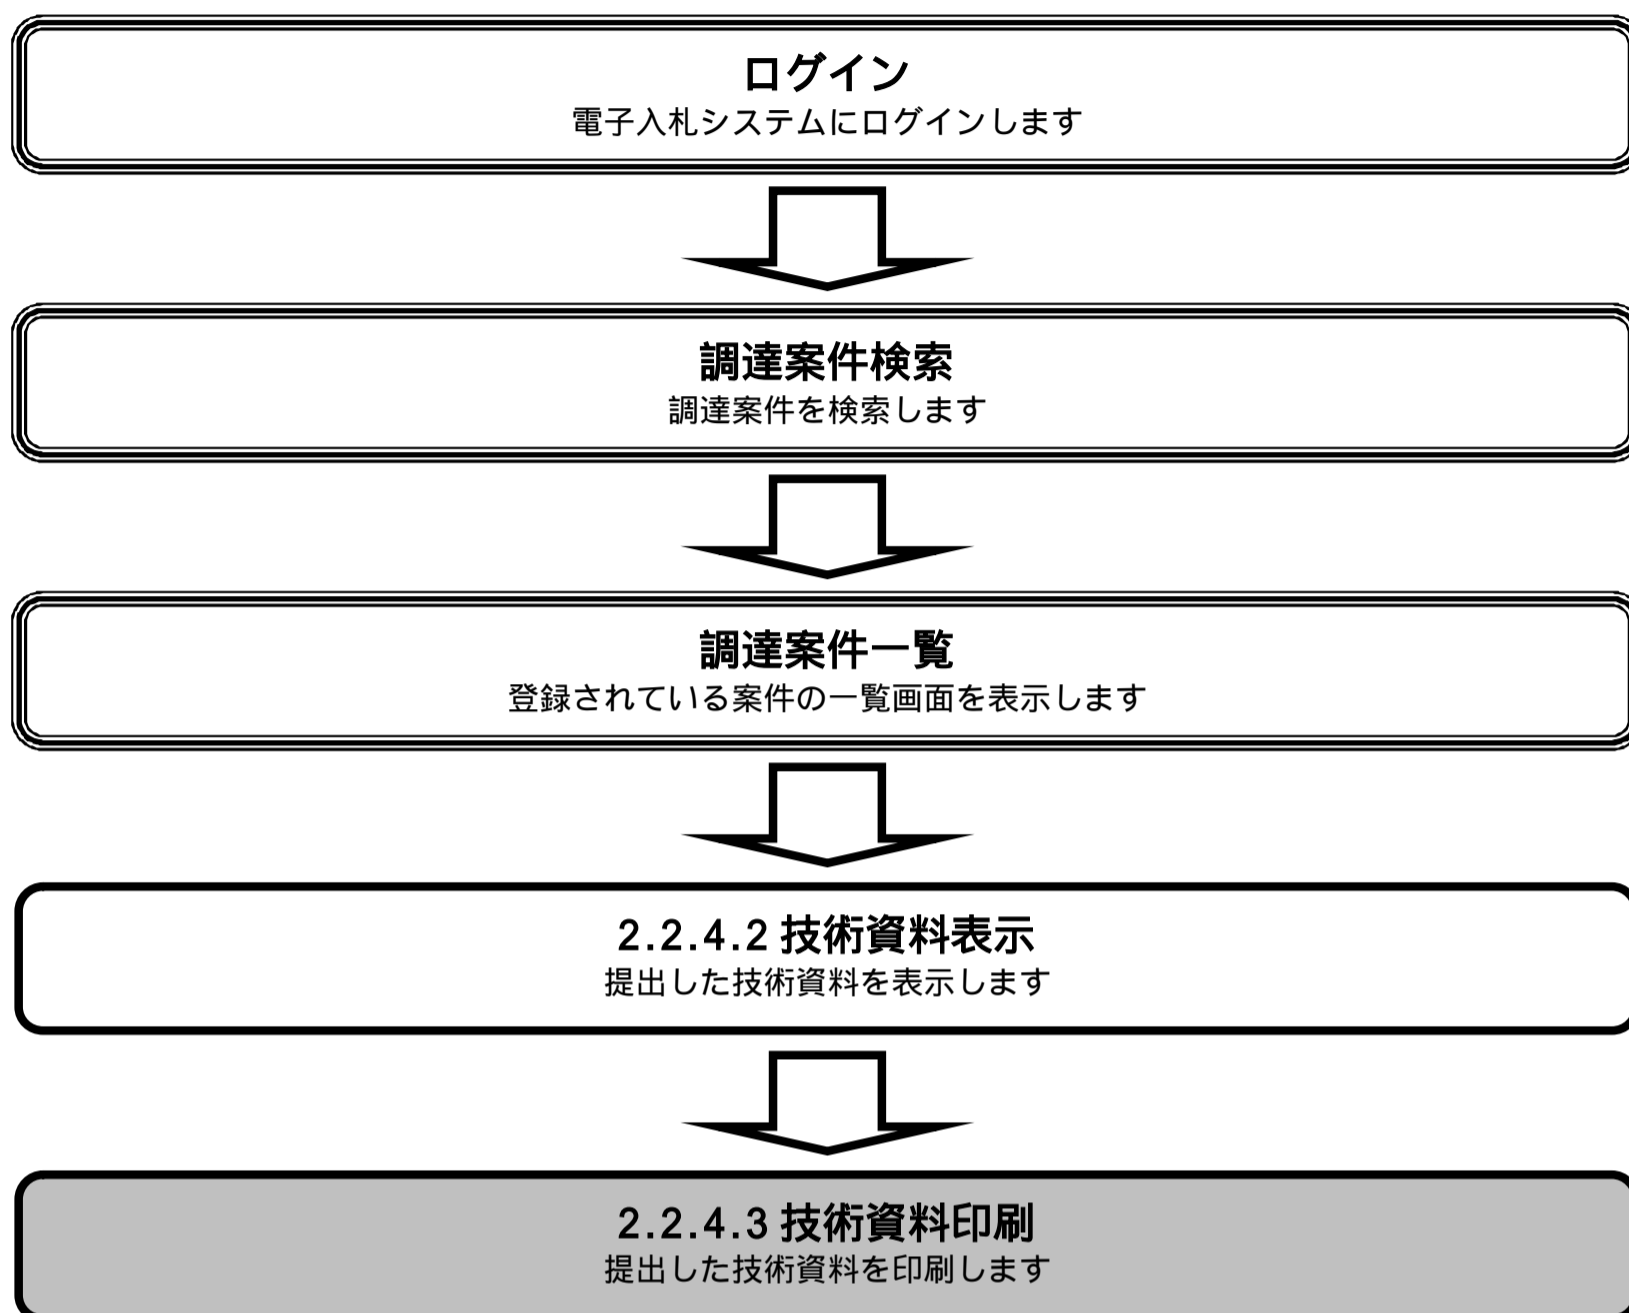 ログイン
電子入札システムにログインします
調達案件検索
調達案件を検索します
調達案件一覧
登録されている案件の一覧画面を表示します
2.2.4.2 技術資料表示
提出した技術資料を表示します
2.2.4.3 技術資料印刷
提出した技術資料を印刷します